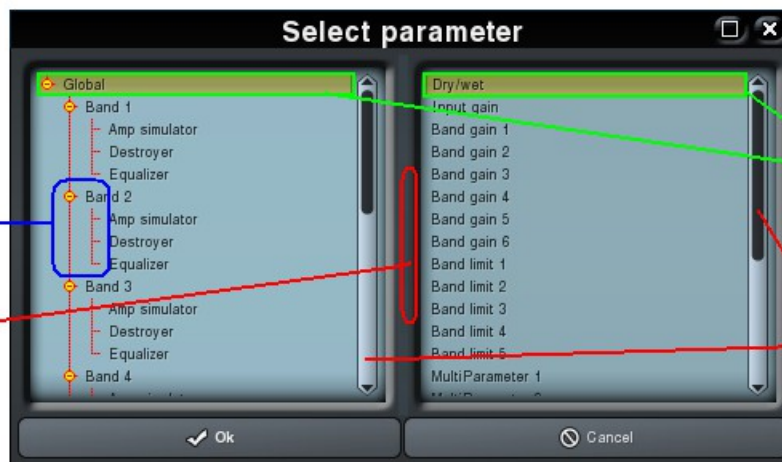 Select parameter
Global
Band 1
Amp simulator
Destroyer
Equalizer
Band 2
Amp simulator
Destroyer
Equalizer
Band 3
Amp simulator
Destroyer
Equalizer
Band 4
Dry/wet
Input gain
Band gain 1
Band gain 2
Band gain 3
Band gain 4
Band gain 5
Band gain 6
Band limit 1
Band limit 2
Band limit 3
Band limit 4
Band limit 5
MultiParameter 1
Ok
Cancel